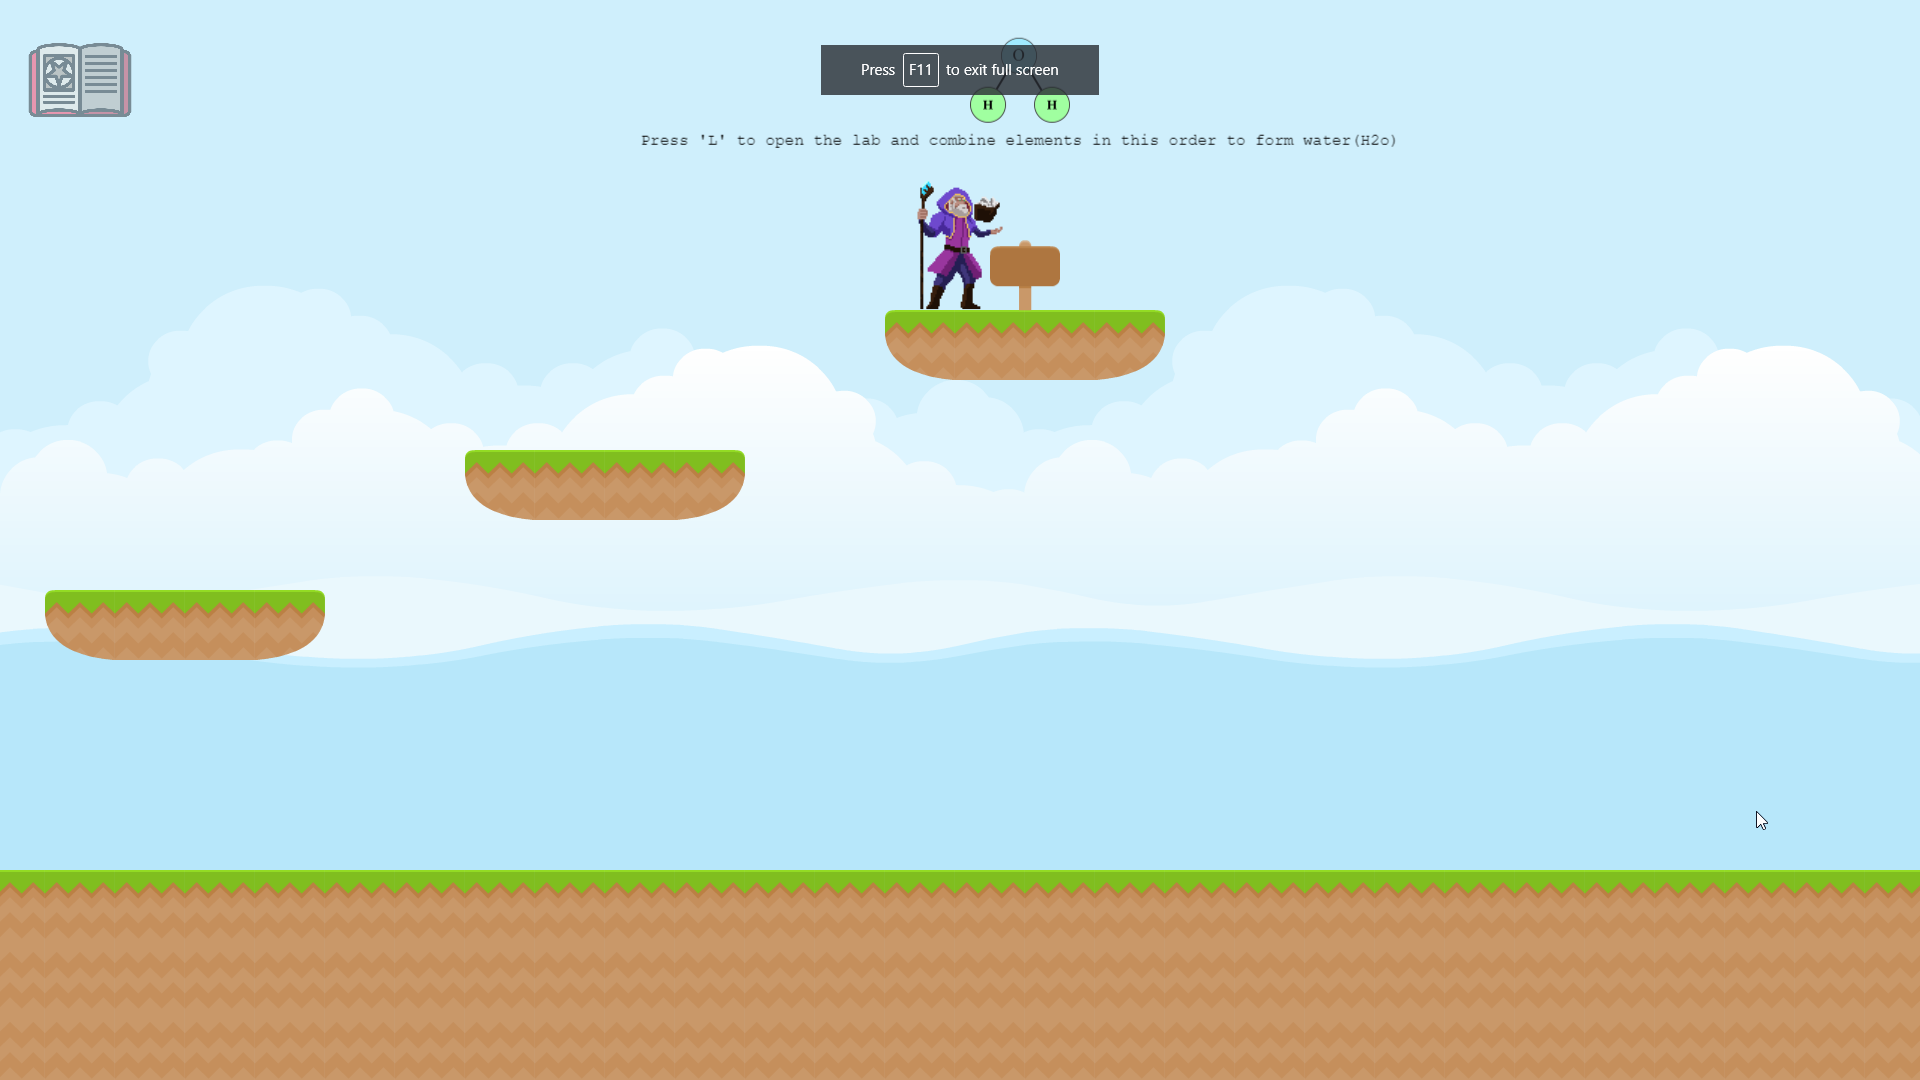 O
Press F11 to exit full screen
H H
Press 'L' to open the lab and combine elements in this order to form water(H2o)